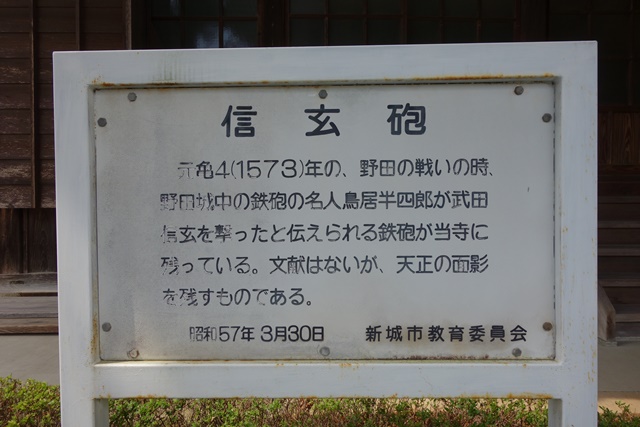 信玄砲
元亀4(1573)年の、野田の戦いの時、
野田城中の鉄砲の名人鳥居半四郎が武田
信玄を撃ったと伝えられる鉄砲が当寺に
残っている。文献はないが、天正の面影
を残すものである。
昭和57年3月30日 新城市教育委員会